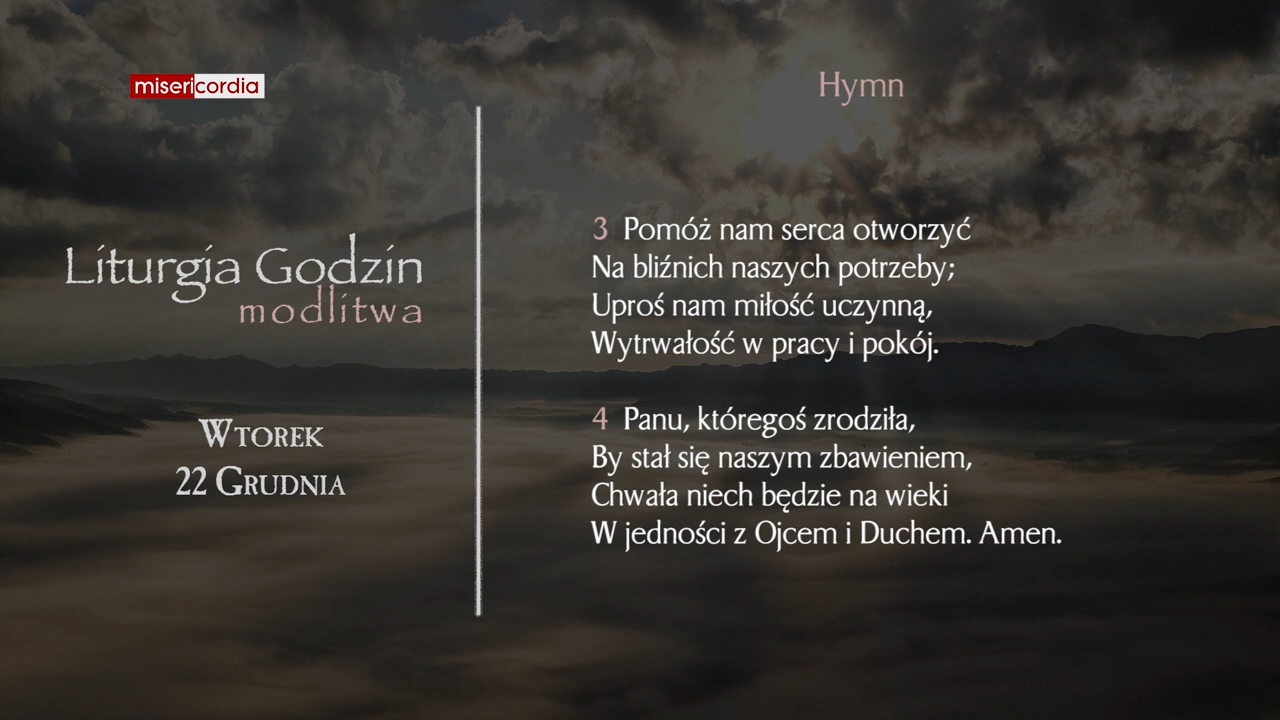 misericordia
Liturgia Godzin
modlitwa
Wtorek
22 Grudnia
Hymn
3 Pomóż nam serca otworzyć
Na bliźnich naszych potrzeby;
Uproś nam miłość uczynną,
Wytrwałość w pracy i pokój.
4 Panu, któregoś zrodziła,
By stał się naszym zbawieniem,
Chwała niech będzie na wieki
W jedności z Ojcem i Duchem. Amen.